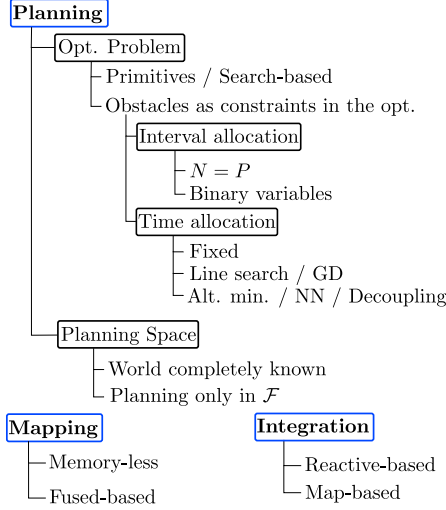 Planning
Opt. Problem
Primitives / Search-based
Obstacles as constraints in the opt.
Interval allocation
N = P
Binary variables
Time allocation
Fixed
Line search / GD
Alt. min. / NN / Decoupling
Planning Space
World completely known
Planning only in ℱ
Mapping
Memory-less
Fused-based
Integration
Reactive-based
Map-based